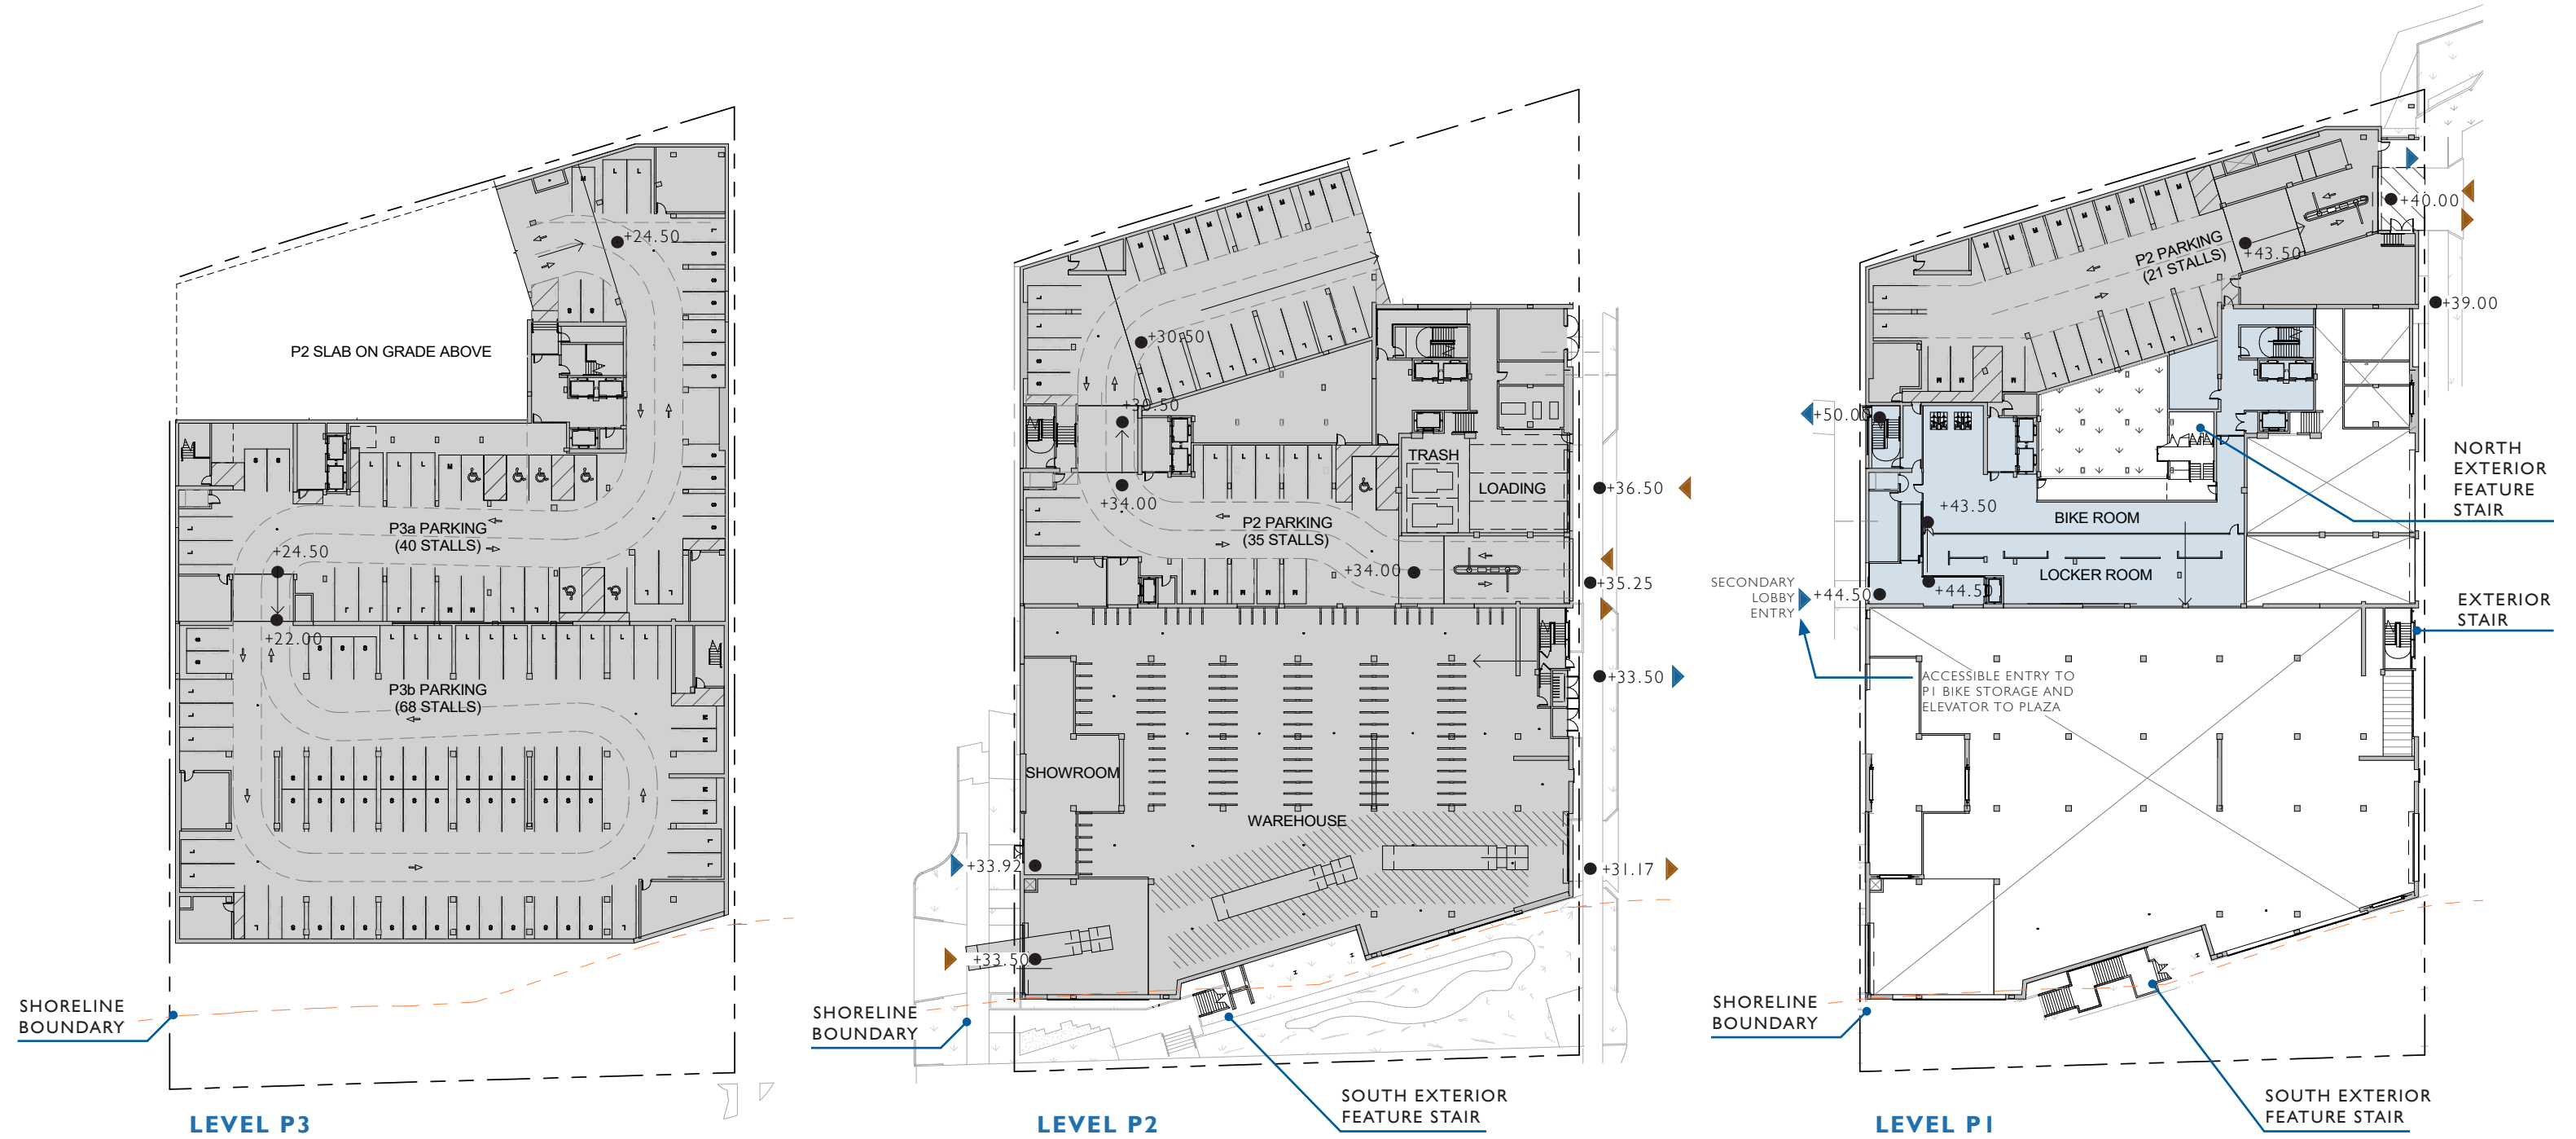 P2 SLAB ON GRADE ABOVE
+24.50
P3a PARKING
(40 STALLS)
+24.50
+22.00
P3b PARKING
(68 STALLS)
SHORELINE
BOUNDARY
LEVEL P3
+30.50
+30.50
+34.00
P2 PARKING
(35 STALLS)
TRASH
LOADING
+34.00
+36.50
+35.25
+33.50
SHOWROOM
WAREHOUSE
+33.92
+31.17
+33.50
SHORELINE
BOUNDARY
SOUTH EXTERIOR
FEATURE STAIR
LEVEL P2
+40.00
P2 PARKING
(21 STALLS)
+43.50
+39.00
+50.00
NORTH
EXTERIOR
FEATURE
STAIR
+43.50
BIKE ROOM
LOCKER ROOM
SECONDARY
LOBBY
ENTRY
+44.50
+44.50
EXTERIOR
STAIR
ACCESSIBLE ENTRY TO
P1 BIKE STORAGE AND
ELEVATOR TO PLAZA
SHORELINE
BOUNDARY
SOUTH EXTERIOR
FEATURE STAIR
LEVEL P1